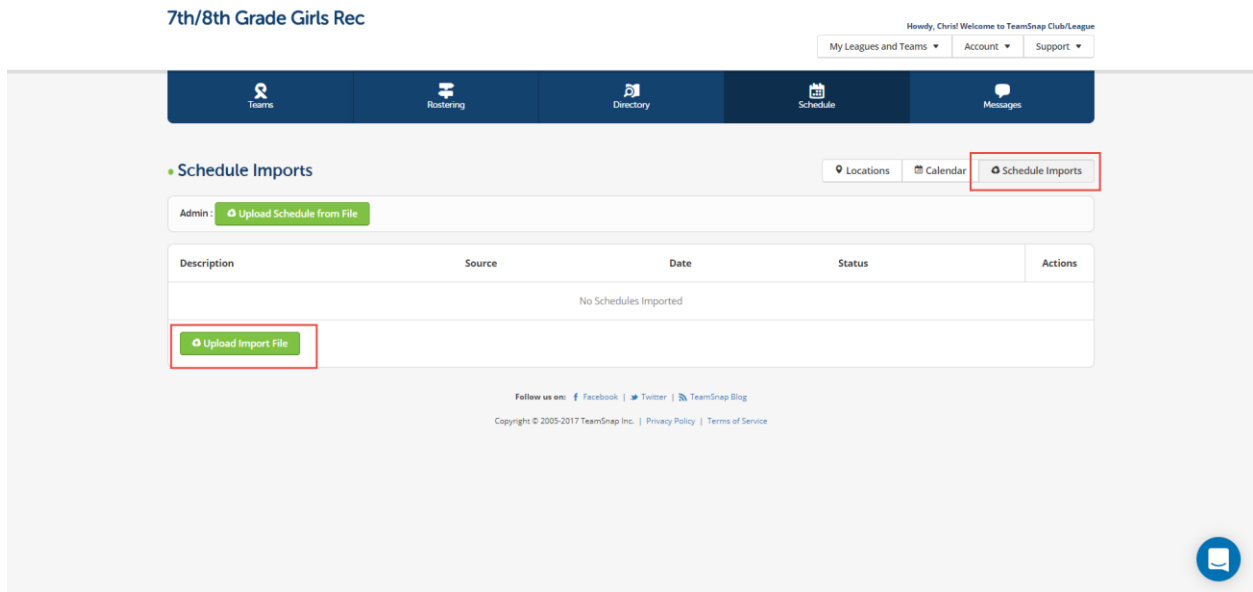 7th/8th Grade Girls Rec
Howdy, Chris! Welcome to TeamSnap Club/League
My Leagues and Teams Account Support
Teams Rostering Directory Schedule Messages
Schedule Imports
Locations Calendar Schedule Imports
Admin : Upload Schedule from File
Description Source Date Status Actions
No Schedules Imported
Upload Import File
Follow us on: Facebook | Twitter | TeamSnap Blog
Copyright © 2005-2017 TeamSnap Inc. | Privacy Policy | Terms of Service